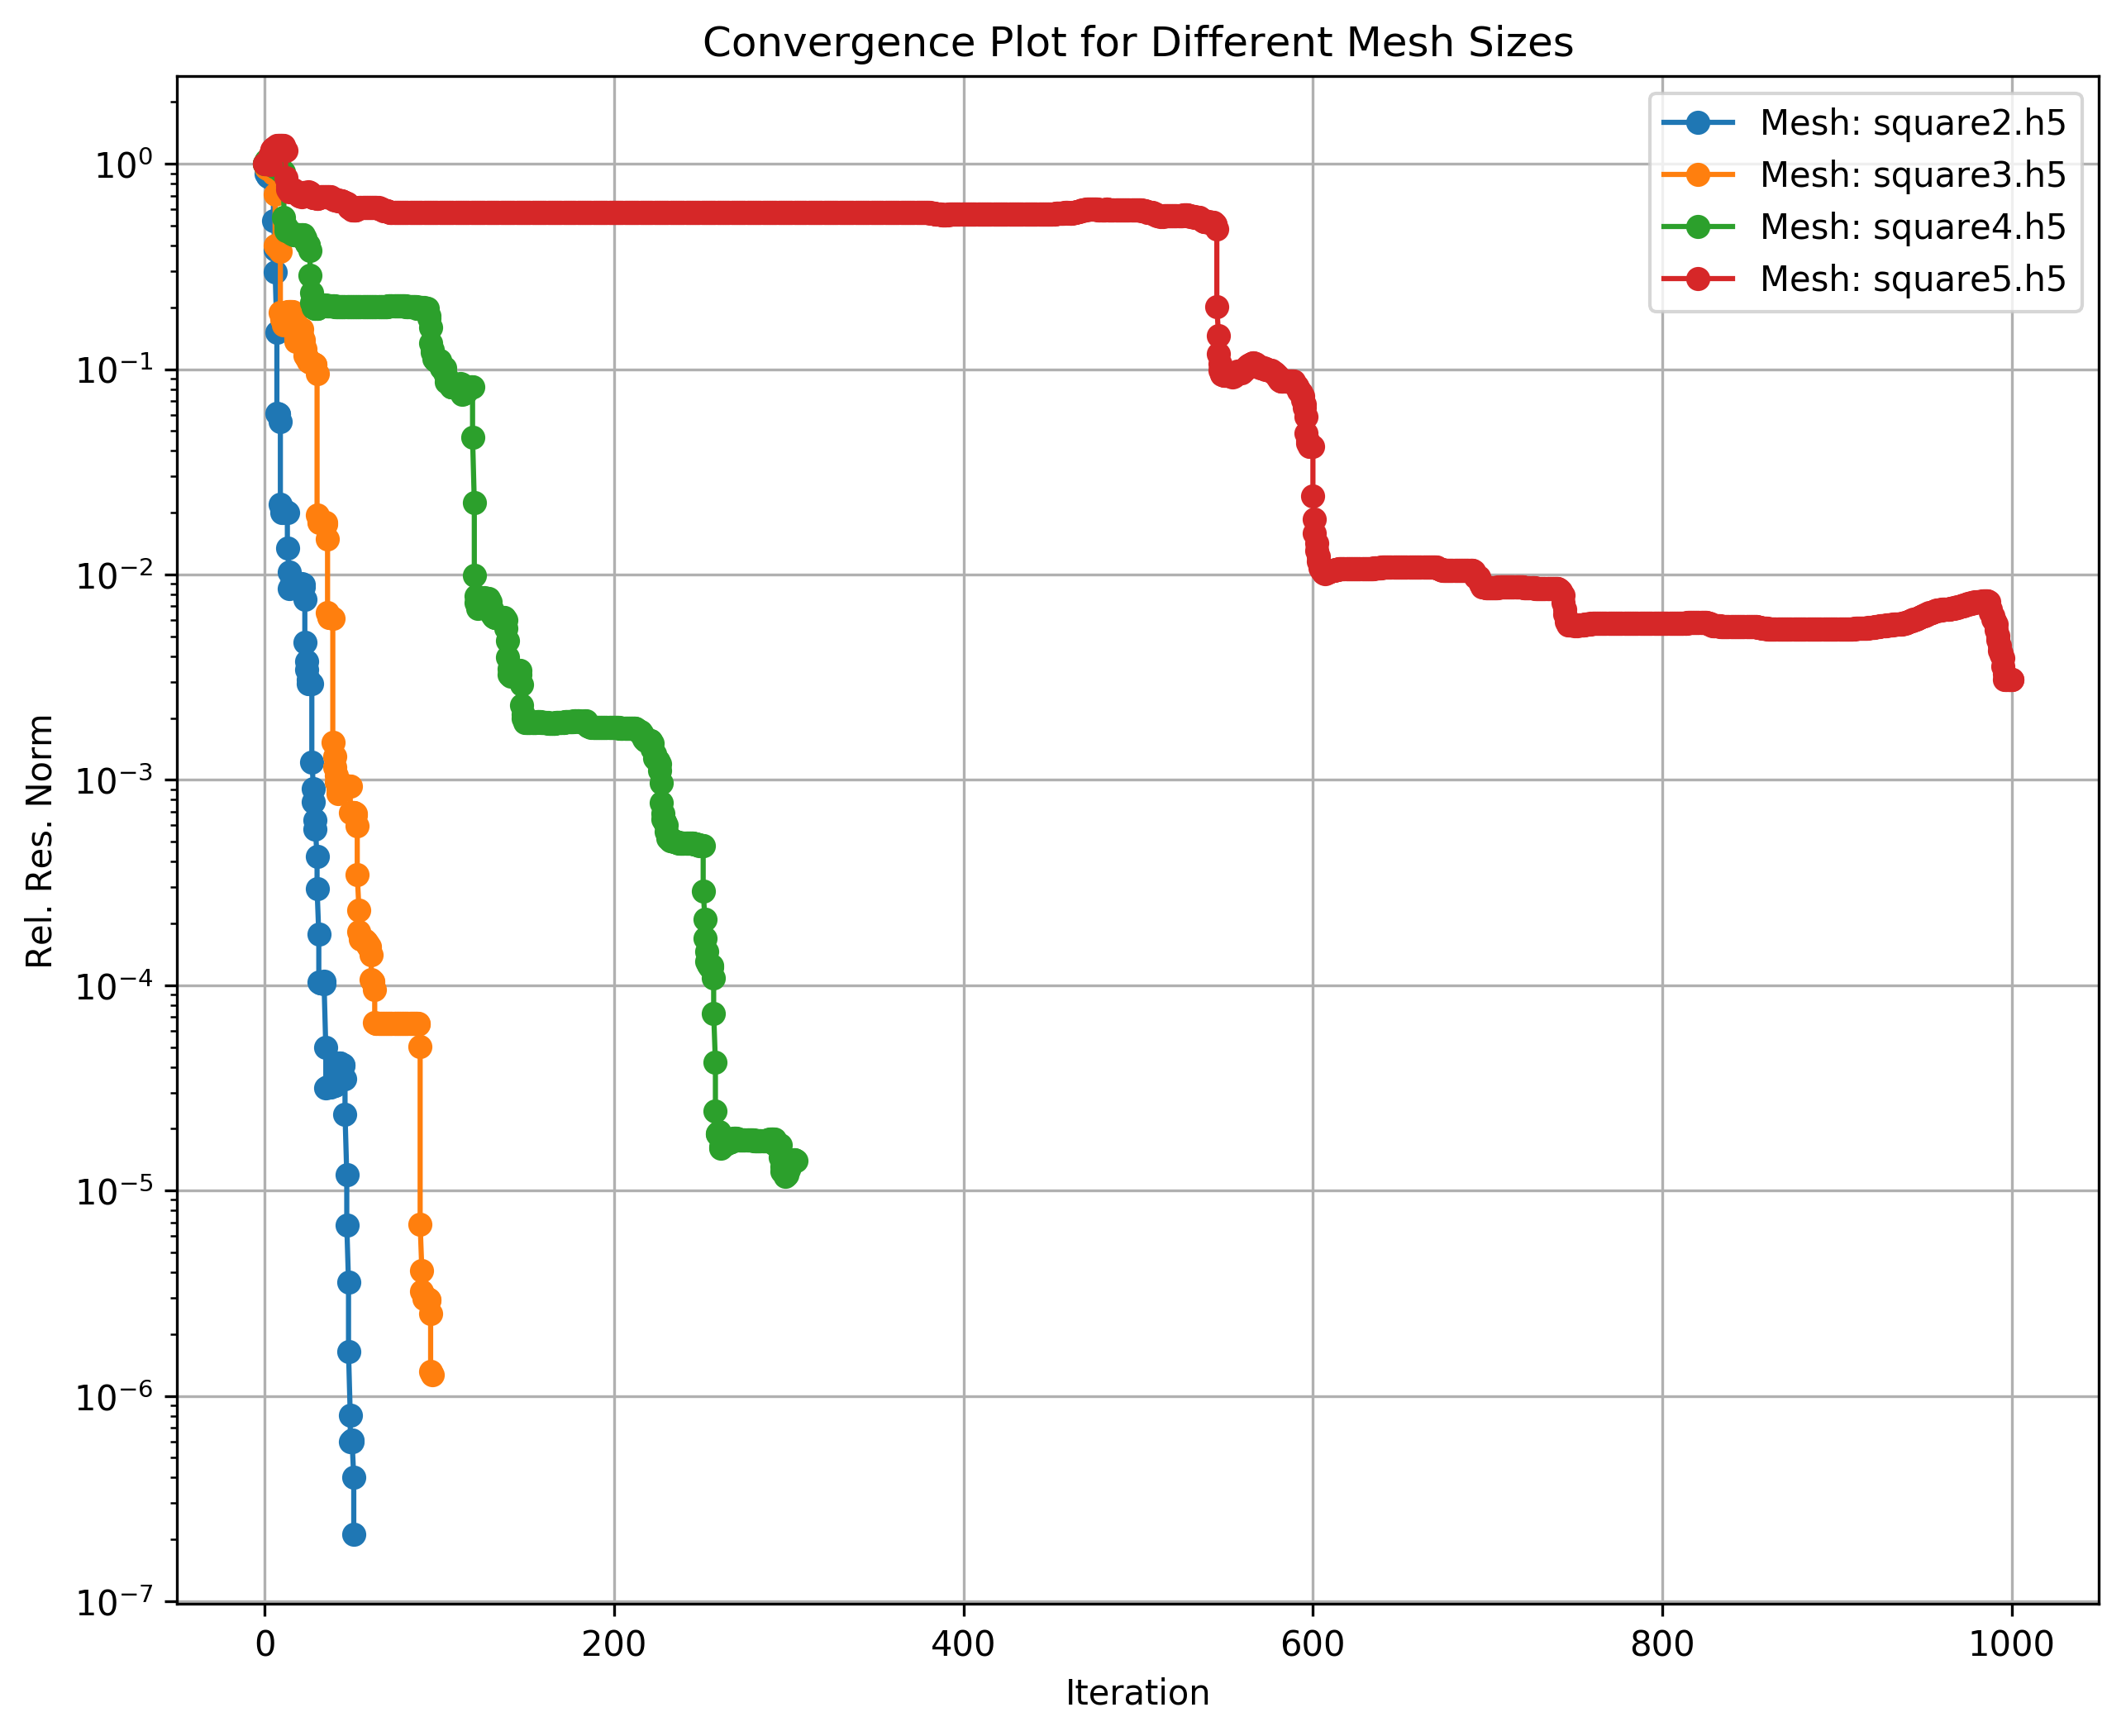 Convergence Plot for Different Mesh Sizes
Mesh: square2.h5
Mesh: square3.h5
Mesh: square4.h5
Mesh: square5.h5
Rel. Res. Norm
10⁰
10⁻¹
10⁻²
10⁻³
10⁻⁴
10⁻⁵
10⁻⁶
10⁻⁷
0 200 400 600 800 1000
Iteration